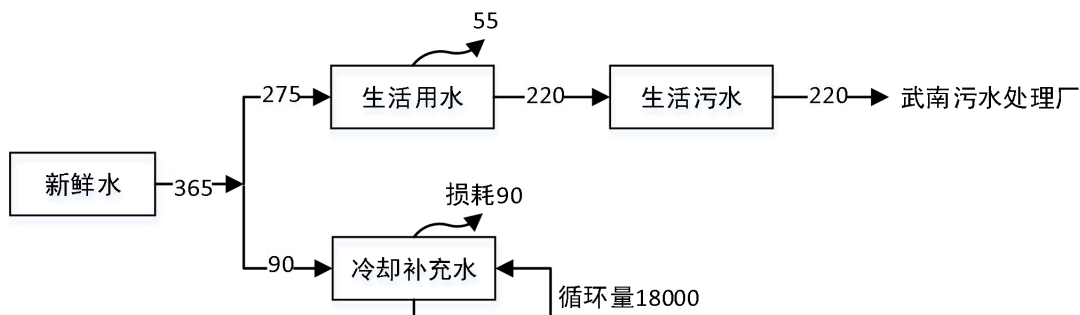 55
275
生活用水
220
生活污水
220
武南污水处理厂
新鲜水
365
损耗90
90
冷却补充水
循环量18000